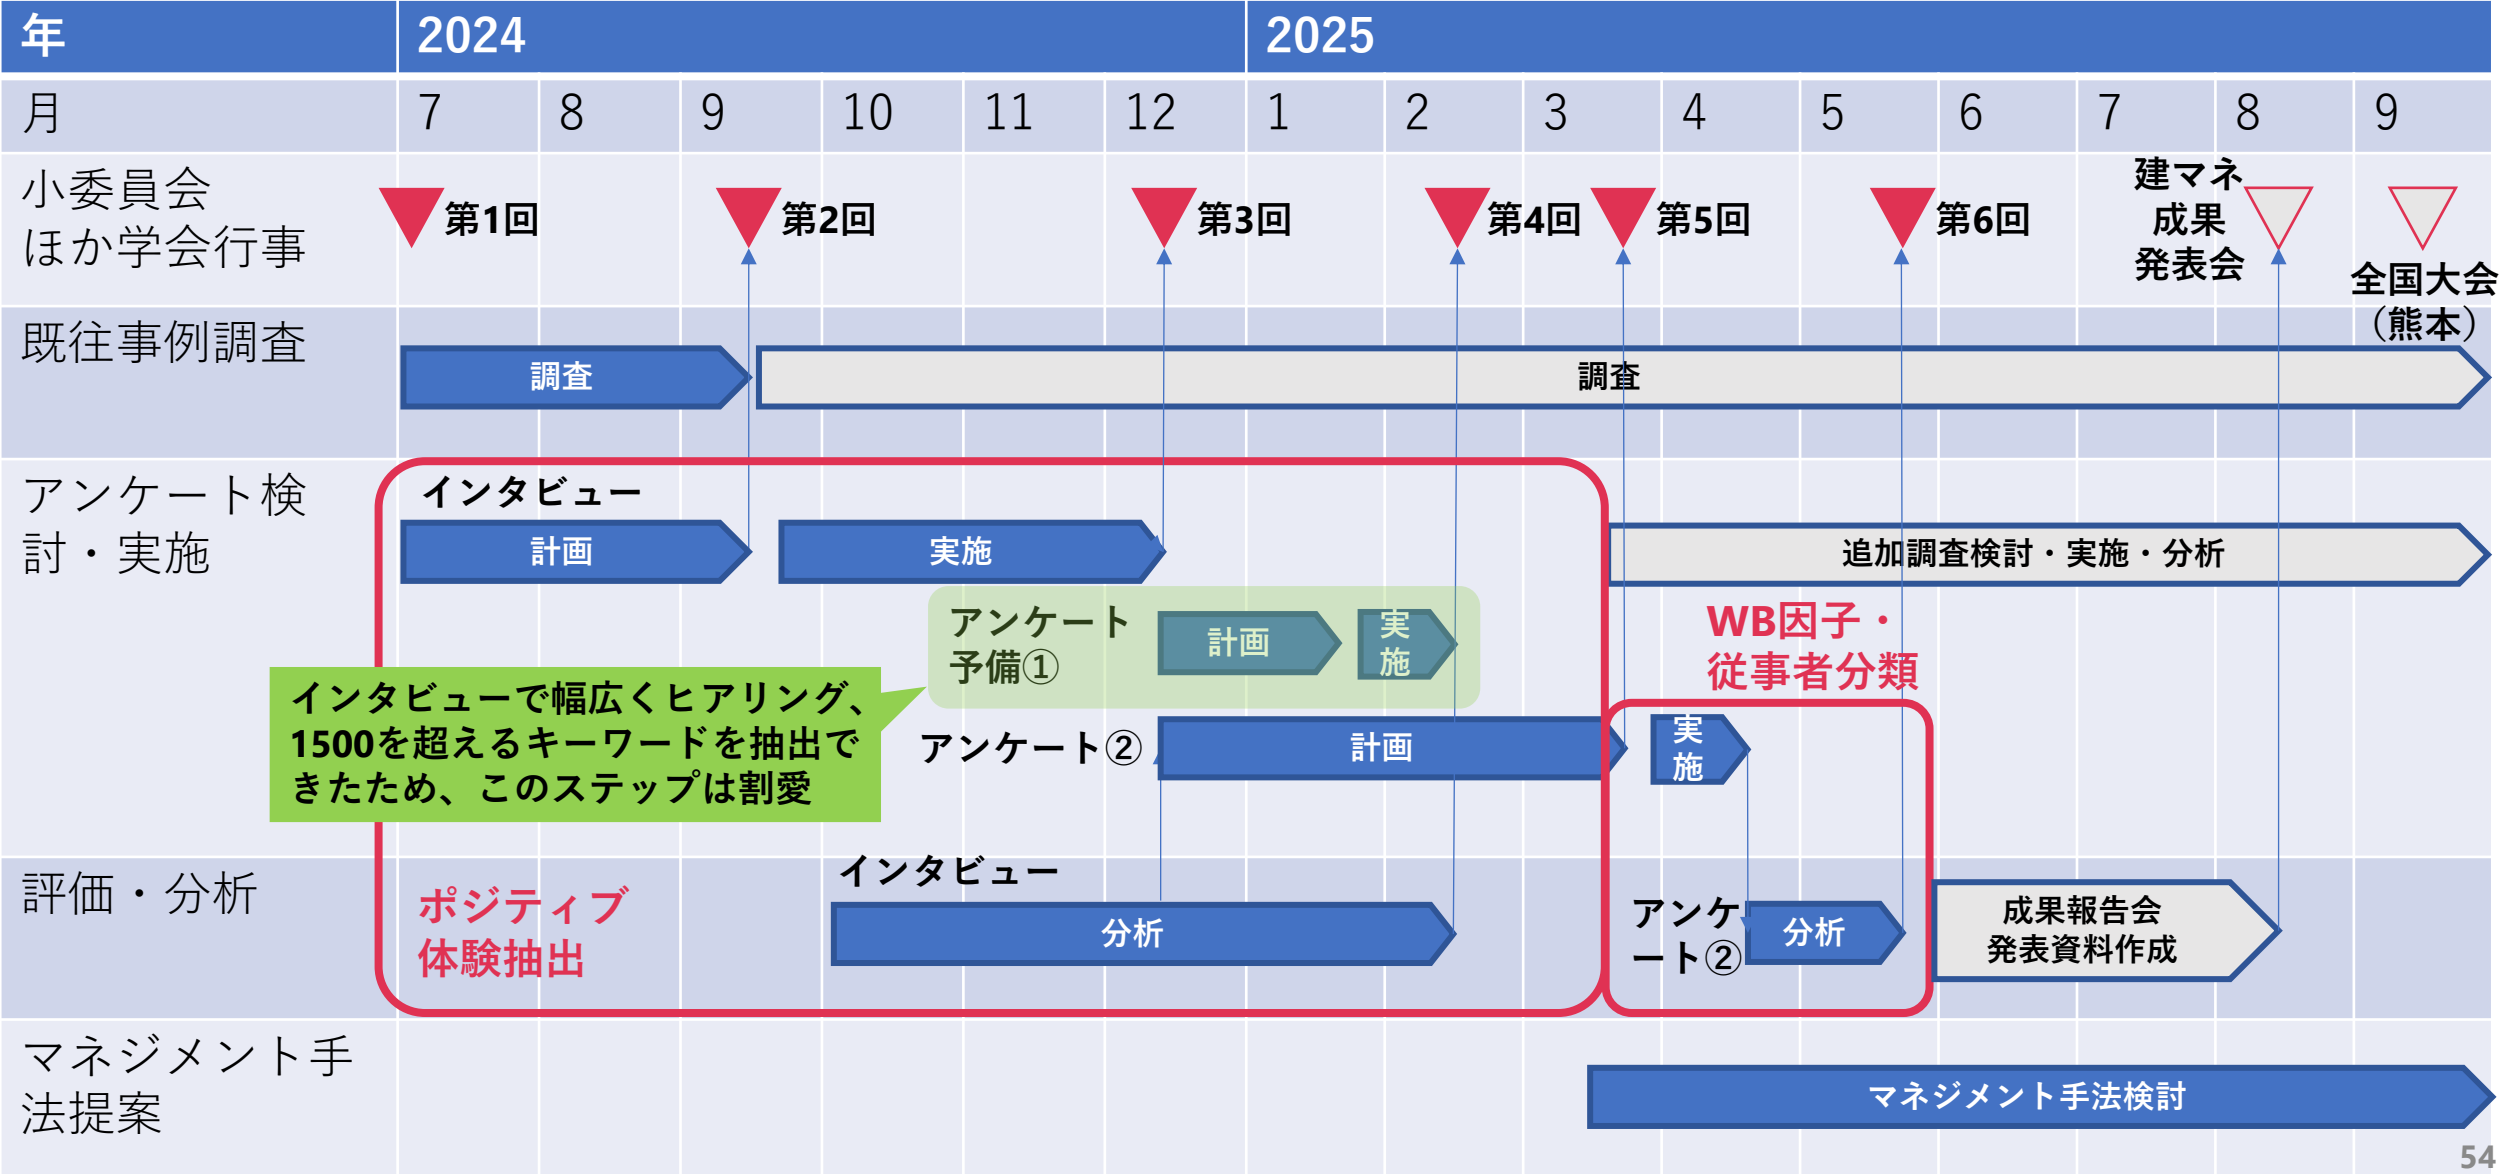 年 2024 2025
月 7 8 9 10 11 12 1 2 3 4 5 6 7 8 9
小委員会
ほか学会行事
第1回 第2回 第3回 第4回 第5回 第6回
建マネ
成果
発表会
全国大会
（熊本）
既往事例調査
調査 調査
アンケート検
討・実施
インタビュー
計画 実施
追加調査検討・実施・分析
アンケート
予備①
計画
実
施
WB因子・
従事者分類
インタビューで幅広くヒアリング、
1500を超えるキーワードを抽出で
きたため、このステップは割愛
アンケート②
計画
実
施
評価・分析
ポジティブ
体験抽出
インタビュー
分析
アンケ
ート②
分析
成果報告会
発表資料作成
マネジメント手
法提案
マネジメント手法検討
54